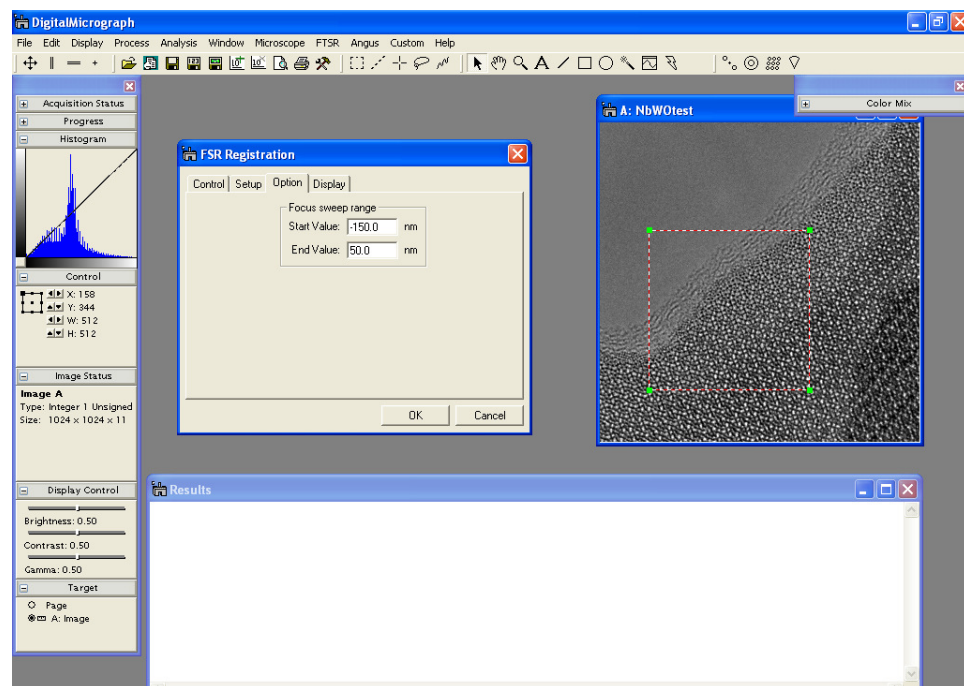 DigitalMicrograph
File Edit Display Process Analysis Window Microscope FTSR Angus Custom Help
Acquisition Status
Progress
Histogram
Control
X: 158
Y: 344
W: 512
H: 512
Image Status
Image A
Type: Integer 1 Unsigned
Size: 1024 x 1024 x 11
Display Control
Brightness: 0.50
Contrast: 0.50
Gamma: 0.50
Target
Page
A: Image
FSR Registration
Control Setup Option Display
Focus sweep range
Start Value: -150.0 nm
End Value: 50.0 nm
OK Cancel
A: NbWOtest
Color Mix
Results